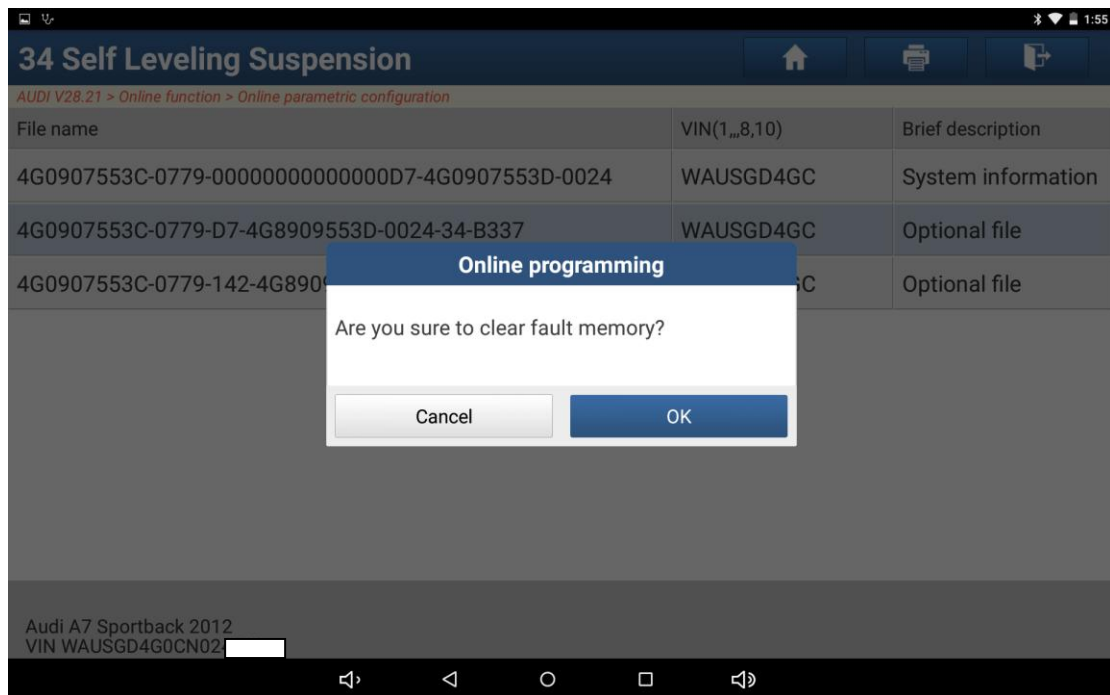 1:55
34 Self Leveling Suspension
AUDI V28.21 > Online function > Online parametric configuration
File name VIN(1,,,8,10) Brief description
4G0907553C-0779-00000000000000D7-4G0907553D-0024 WAUSGD4GC System information
4G0907553C-0779-D7-4G8909553D-0024-34-B337 WAUSGD4GC Optional file
4G0907553C-0779-142-4G890 Optional file
Online programming
Are you sure to clear fault memory?
Cancel OK
Audi A7 Sportback 2012
VIN WAUSGD4G0CN02